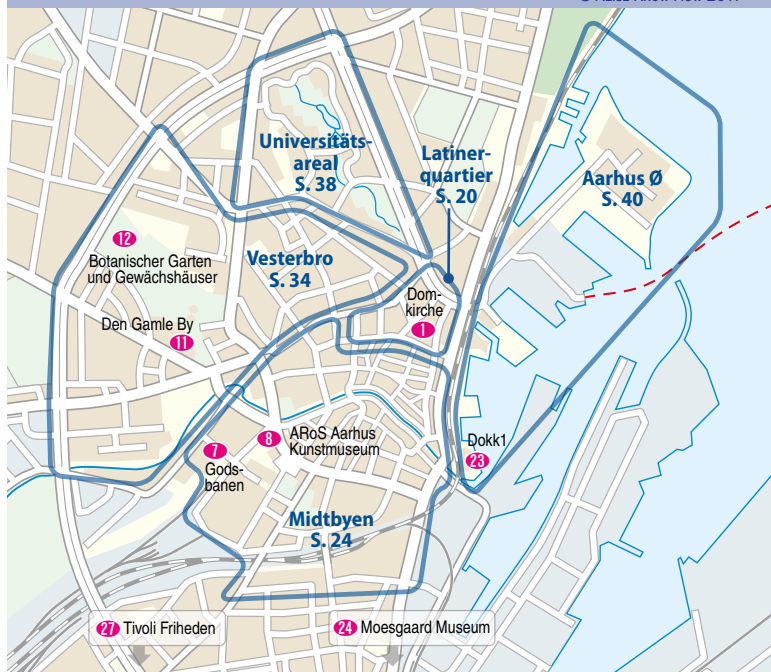 Universitäts-
areal
S. 38
Latiner-
quartier
S. 20
Aarhus Ø
S. 40
12
Botanischer Garten
und Gewächshäuser
Vesterbro
S. 34
Dom-
kirche
1
Den Gamle By
11
8
ARoS Aarhus
Kunstmuseum
7
Gods-
banen
Dokk1
23
Midtbyen
S. 24
27 Tivoli Friheden
24 Moesgaard Museum